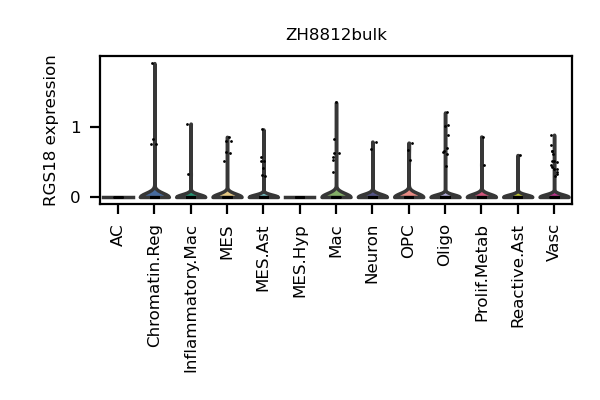 ZH8812bulk
RGS18 expression
1
0
AC
Chromatin.Reg
Inflammatory.Mac
MES
MES.Ast
MES.Hyp
Mac
Neuron
OPC
Oligo
Prolif.Metab
Reactive.Ast
Vasc